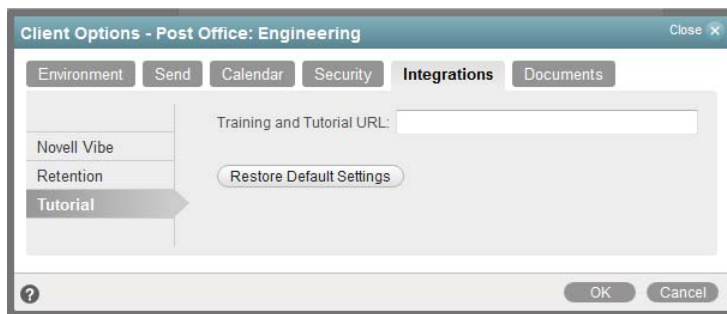 Client Options - Post Office: Engineering Close X
Environment Send Calendar Security Integrations Documents
Training and Tutorial URL:
Novell Vibe
Retention Restore Default Settings
Tutorial
? OK Cancel